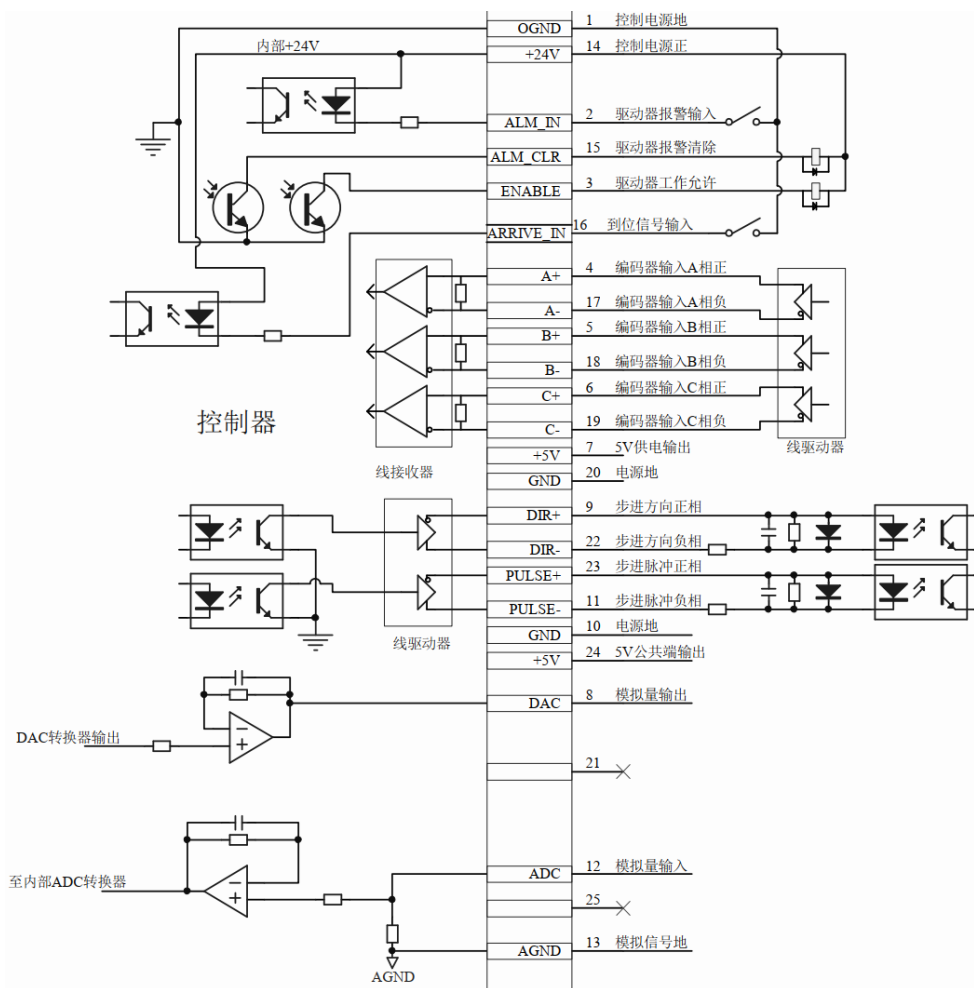 OGND 1 控制电源地
内部+24V +24V 14 控制电源正
ALM_IN 2 驱动器报警输入
ALM_CLR 15 驱动器报警清除
ENABLE 3 驱动器工作允许
ARRIVE_IN 16 到位信号输入
A+ 4 编码器输入A相正
A- 17 编码器输入A相负
B+ 5 编码器输入B相正
B- 18 编码器输入B相负
C+ 6 编码器输入C相正
控制器
C- 19 编码器输入C相负
+5V 7 5V供电输出
线驱动器
线接收器
GND 20 电源地
DIR+ 9 步进方向正相
DIR- 22 步进方向负相
PULSE+ 23 步进脉冲正相
PULSE- 11 步进脉冲负相
GND 10 电源地
线驱动器
+5V 24 5V公共端输出
DAC 8 模拟量输出
DAC转换器输出
−
+
21
ADC 12 模拟量输入
至内部ADC转换器
−
+
25
AGND 13 模拟信号地
AGND